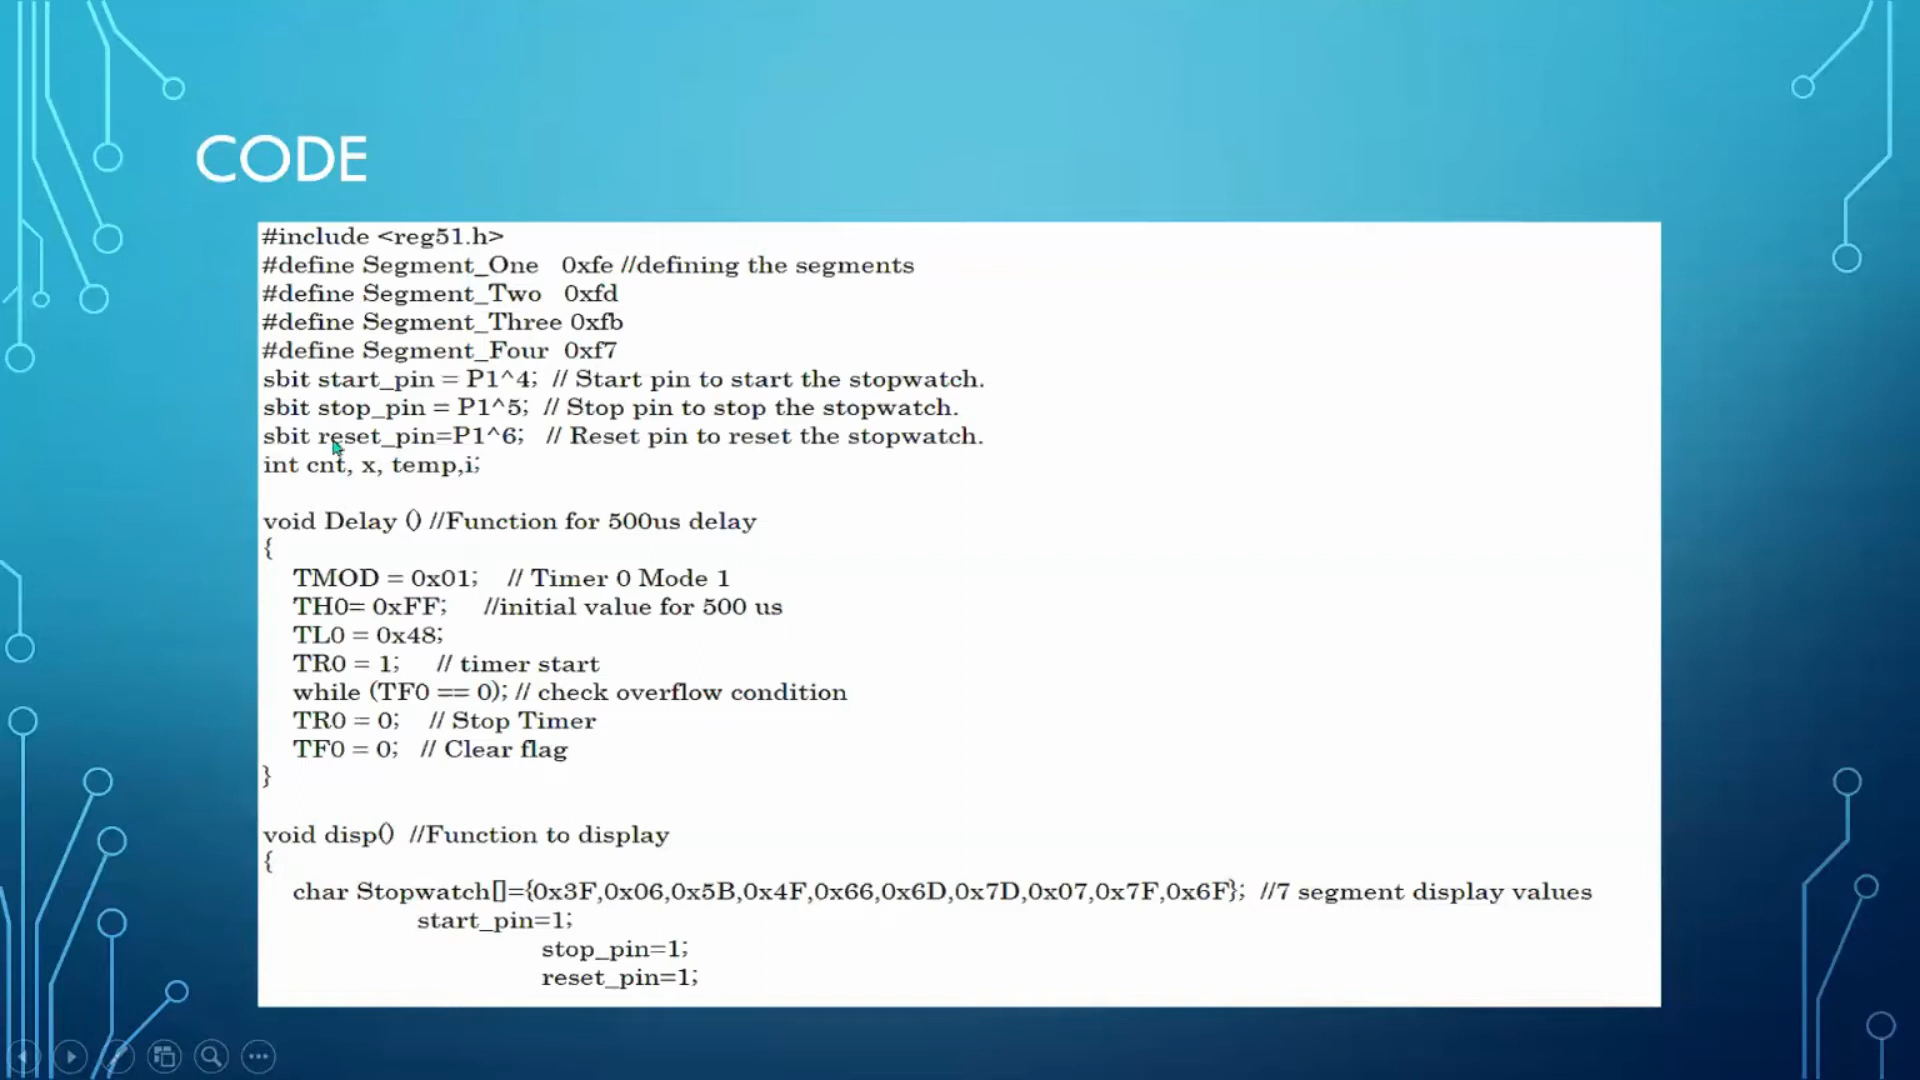 CODE
#include <reg51.h>
#define Segment_One   0xfe //defining the segments
#define Segment_Two   0xfd
#define Segment_Three 0xfb
#define Segment_Four  0xf7
sbit start_pin = P1^4;  // Start pin to start the stopwatch.
sbit stop_pin = P1^5;  // Stop pin to stop the stopwatch.
sbit reset_pin=P1^6;   // Reset pin to reset the stopwatch.
int cnt, x, temp,i;
void Delay () //Function for 500us delay
{
TMOD = 0x01;    // Timer 0 Mode 1
TH0= 0xFF;     //initial value for 500 us
TL0 = 0x48;
TR0 = 1;     // timer start
while (TF0 == 0); // check overflow condition
TR0 = 0;    // Stop Timer
TF0 = 0;   // Clear flag
}
void disp()  //Function to display
{
char Stopwatch[]={0x3F,0x06,0x5B,0x4F,0x66,0x6D,0x7D,0x07,0x7F,0x6F};  //7 segment display values
start_pin=1;
stop_pin=1;
reset_pin=1;